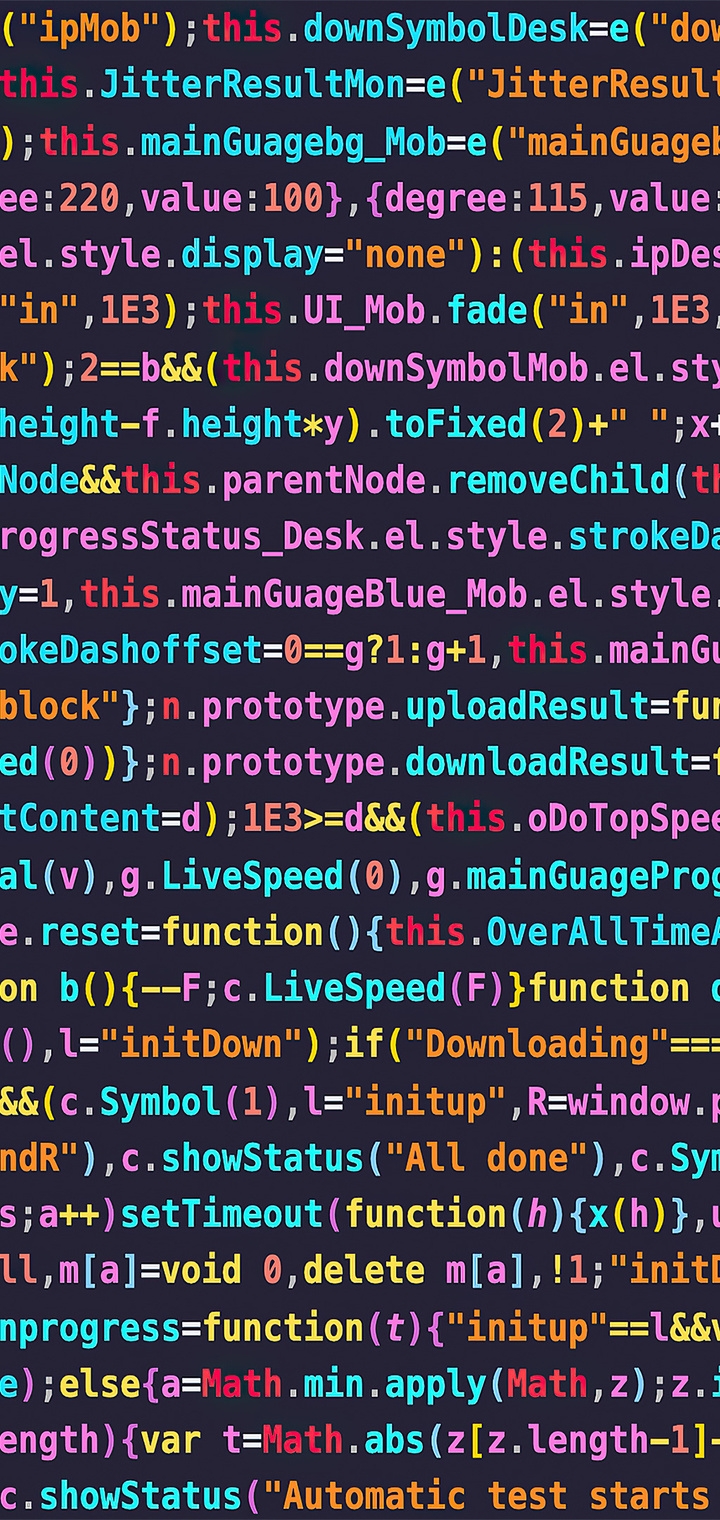 ("ipMob");this.downSymbolDesk=e("dow
this.JitterResultMon=e("JitterResult
);this.mainGuagebg_Mob=e("mainGuageb
ee:220,value:100},{degree:115,value:
el.style.display="none"):(this.ipDes
"in",1E3);this.UI_Mob.fade("in",1E3,
k");2==b&&(this.downSymbolMob.el.sty
height-f.height*y).toFixed(2)+" ";x+
Node&&this.parentNode.removeChild(th
rogressStatus_Desk.el.style.strokeDa
y=1,this.mainGuageBlue_Mob.el.style.
okeDashoffset=0==g?1:g+1,this.mainGu
block"};n.prototype.uploadResult=fun
ed(0))};n.prototype.downloadResult=f
tContent=d);1E3>=d&&(this.oDoTopSpee
al(v),g.LiveSpeed(0),g.mainGuageProg
e.reset=function(){this.OverAllTimeA
on b(){--F;c.LiveSpeed(F)}function c
(),l="initDown");if("Downloading"===
&&(c.Symbol(1),l="initup",R=window.p
ndR"),c.showStatus("All done"),c.Sym
s;a++)setTimeout(function(h){x(h)},u
ll,m[a]=void 0,delete m[a],!1;"initD
nprogress=function(t){"initup"==l&&v
e);else{a=Math.min.apply(Math,z);z.i
ength){var t=Math.abs(z[z.length-1]-
c.showStatus("Automatic test starts